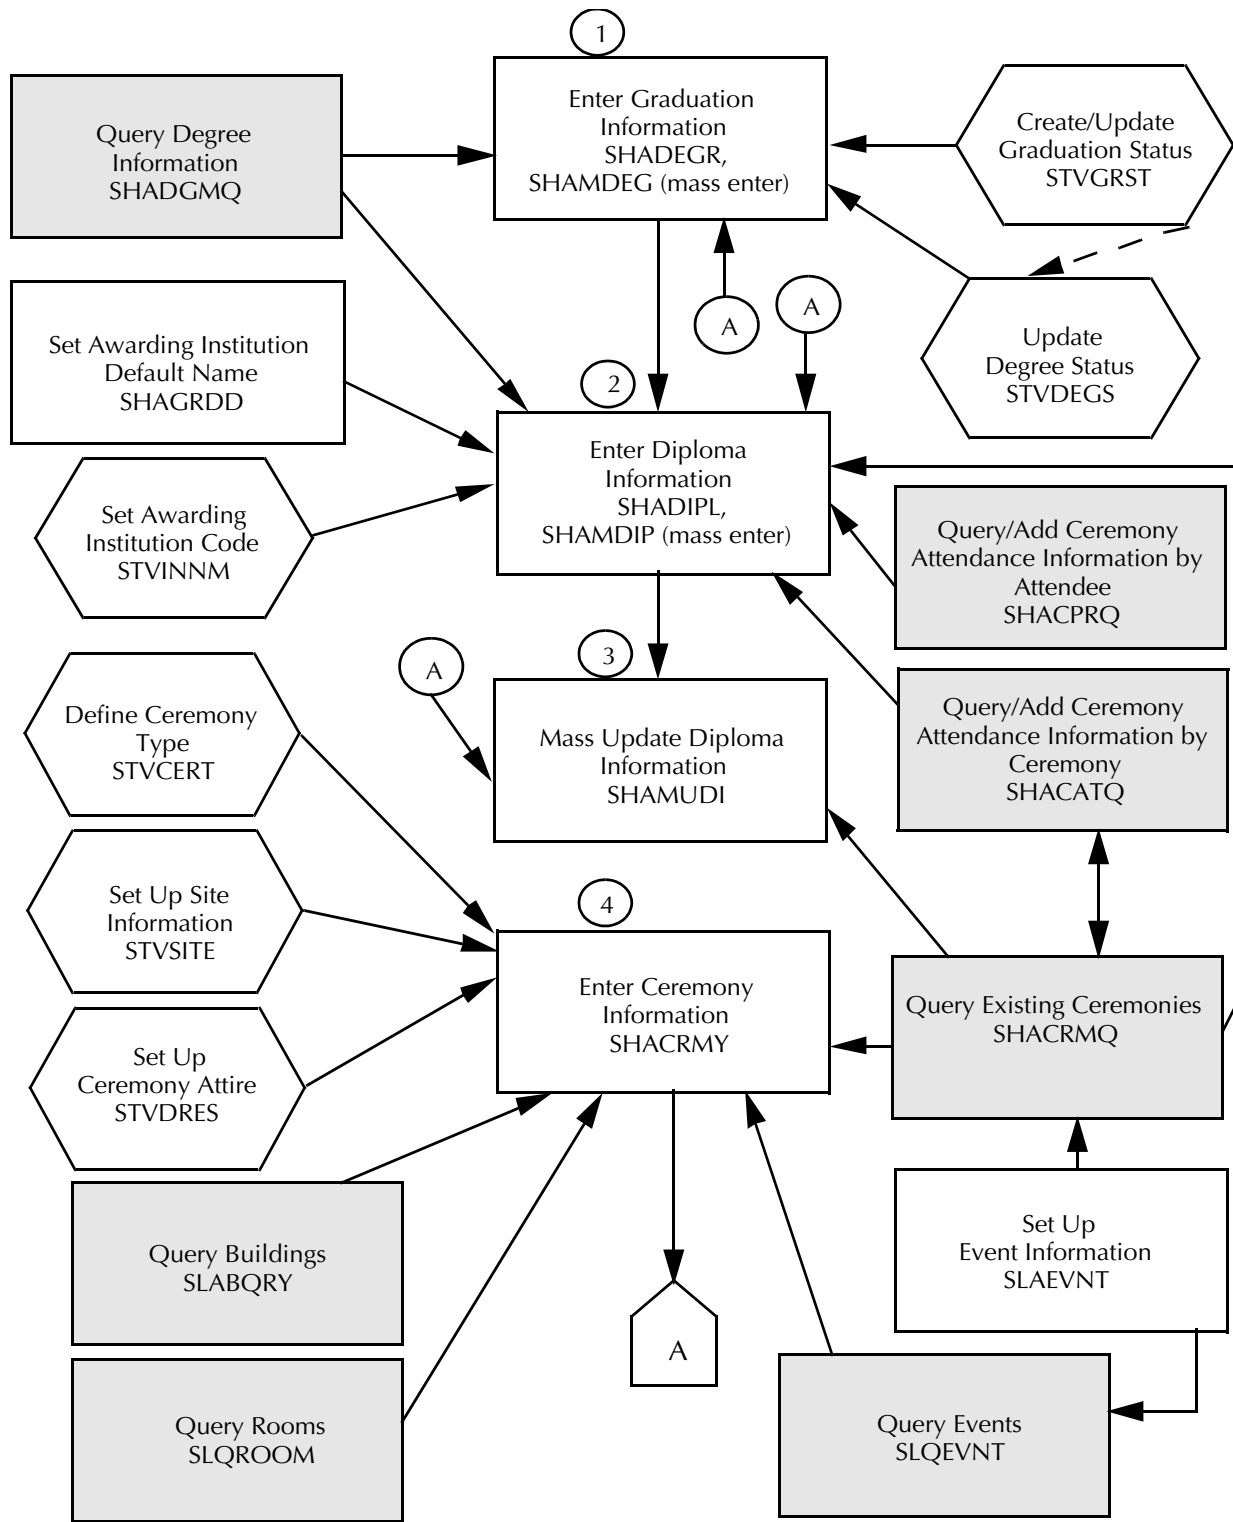 1
Enter Graduation
Information
SHADEGR,
SHAMDEG (mass enter)
Query Degree
Information
SHADGMQ
Create/Update
Graduation Status
STVGRST
A
A
Set Awarding Institution
Default Name
SHAGRDD
Update
Degree Status
STVDEGS
2
Enter Diploma
Information
SHADIPL,
SHAMDIP (mass enter)
Set Awarding
Institution Code
STVINNM
Query/Add Ceremony
Attendance Information by
Attendee
SHACPRQ
A
3
Mass Update Diploma
Information
SHAMUDI
Define Ceremony
Type
STVCERT
Query/Add Ceremony
Attendance Information by
Ceremony
SHACATQ
Set Up Site
Information
STVSITE
4
Enter Ceremony
Information
SHACRMY
Query Existing Ceremonies
SHACRMQ
Set Up
Ceremony Attire
STVDRES
Query Buildings
SLABQRY
Set Up
Event Information
SLAEVNT
A
Query Rooms
SLQROOM
Query Events
SLQEVNT